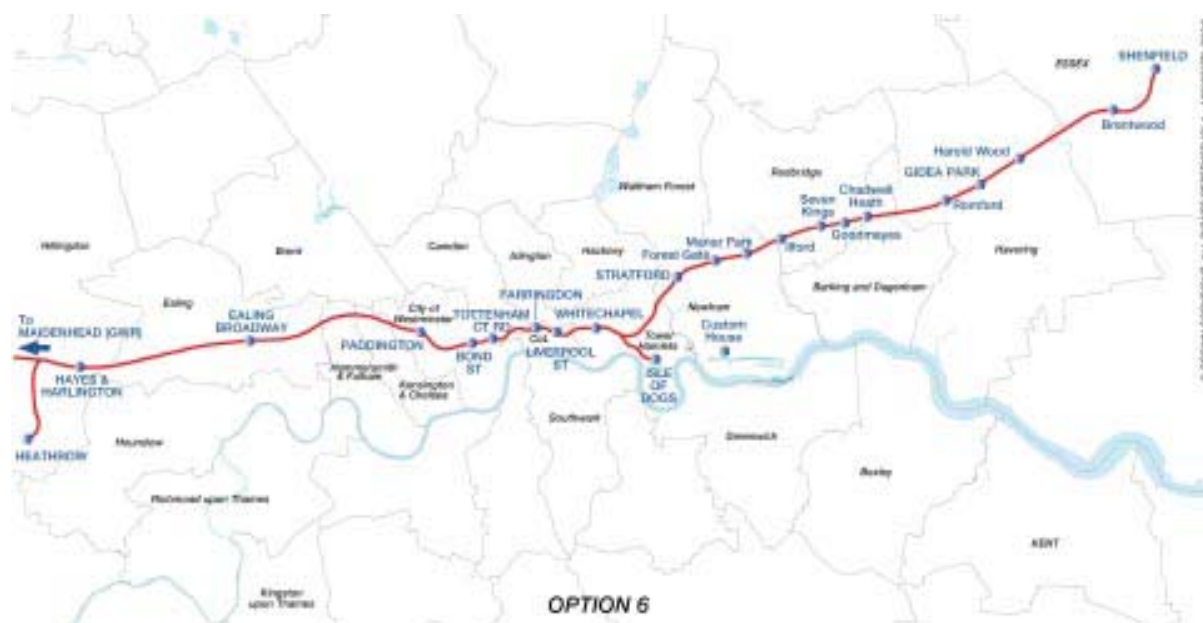 SHENFIELD
ESSEX
Brentwood
Harold Wood
GIDEA PARK
Romford
Redbridge
Chadwell
Heath
Seven
Kings
Goodmayes
Ilford
Waltham Forest
Manor Park
Forest Gate
STRATFORD
Havering
Barking and Dagenham
Hillingdon
Brent
Camden
Islington
Hackney
Ealing
Newham
FARRINGDON
City of
Westminster
TOTTENHAM
CT RD
WHITECHAPEL
EALING
BROADWAY
To
MAIDENHEAD (GWR)
PADDINGTON
BOND
ST
CoL
LIVERPOOL
ST
Tower
Hamlets
Custom
House
ISLE
OF
DOGS
HAYES &
HARLINGTON
Hammersmith
& Fulham
Kensington
& Chelsea
HEATHROW
Hounslow
Southwark
Greenwich
Bexley
Richmond upon Thames
KENT
Kingston
upon Thames
OPTION 6